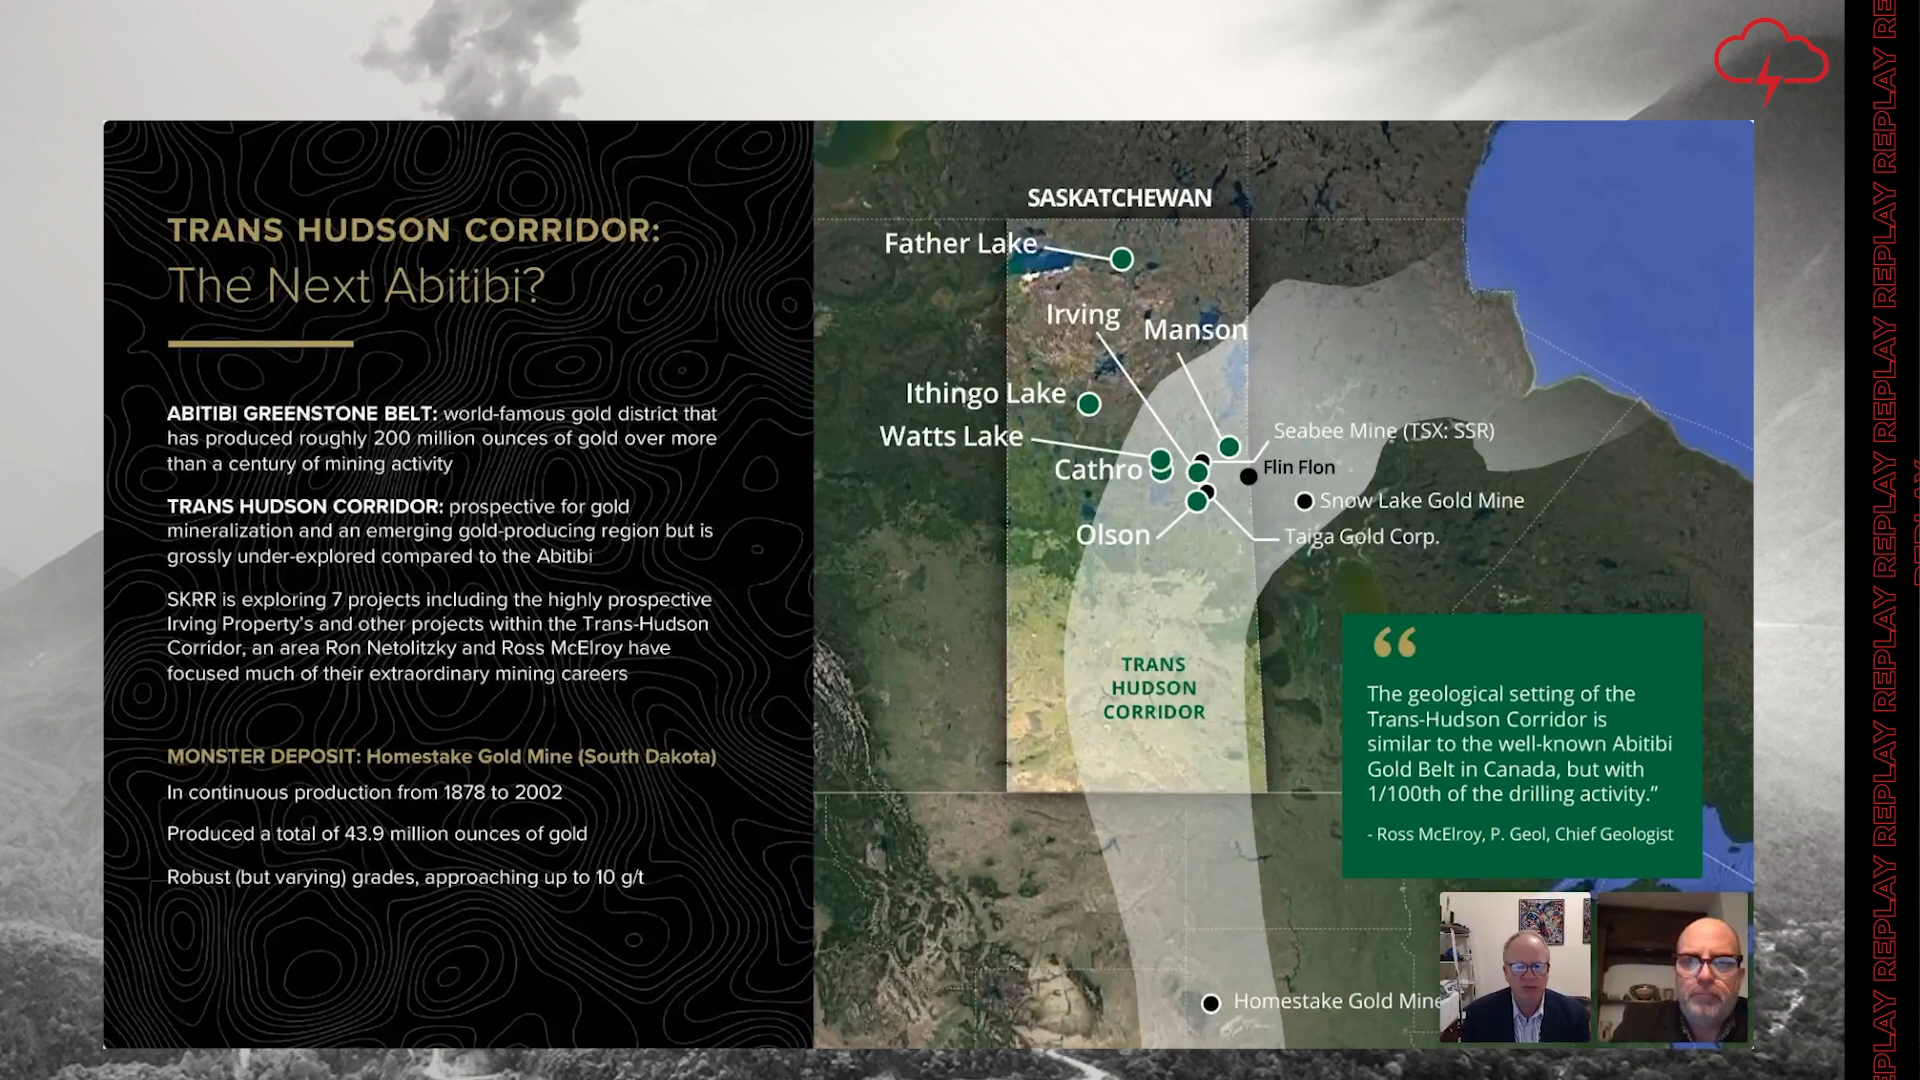 TRANS HUDSON CORRIDOR:
The Next Abitibi?
ABITIBI GREENSTONE BELT: world-famous gold district that
has produced roughly 200 million ounces of gold over more
than a century of mining activity
TRANS HUDSON CORRIDOR: prospective for gold
mineralization and an emerging gold-producing region but is
grossly under-explored compared to the Abitibi
SKRR is exploring 7 projects including the highly prospective
Irving Property's and other projects within the Trans-Hudson
Corridor, an area Ron Netolitzky and Ross McElroy have
focused much of their extraordinary mining careers
MONSTER DEPOSIT: Homestake Gold Mine (South Dakota)
In continuous production from 1878 to 2002
Produced a total of 43.9 million ounces of gold
Robust (but varying) grades, approaching up to 10 g/t
SASKATCHEWAN
Father Lake
Irving
Manson
Ithingo Lake
Watts Lake
Cathro
Olson
Seabee Mine (TSX: SSR)
Flin Flon
Snow Lake Gold Mine
Taiga Gold Corp.
TRANS
HUDSON
CORRIDOR
Homestake Gold Mine
“
The geological setting of the
Trans-Hudson Corridor is
similar to the well-known Abitibi
Gold Belt in Canada, but with
1/100th of the drilling activity.”
- Ross McElroy, P. Geol, Chief Geologist
REPLAY REPLAY REPLAY REPLAY REPLAY REPLAY REPLAY REPLAY REPLAY REPLAY
REPLAY